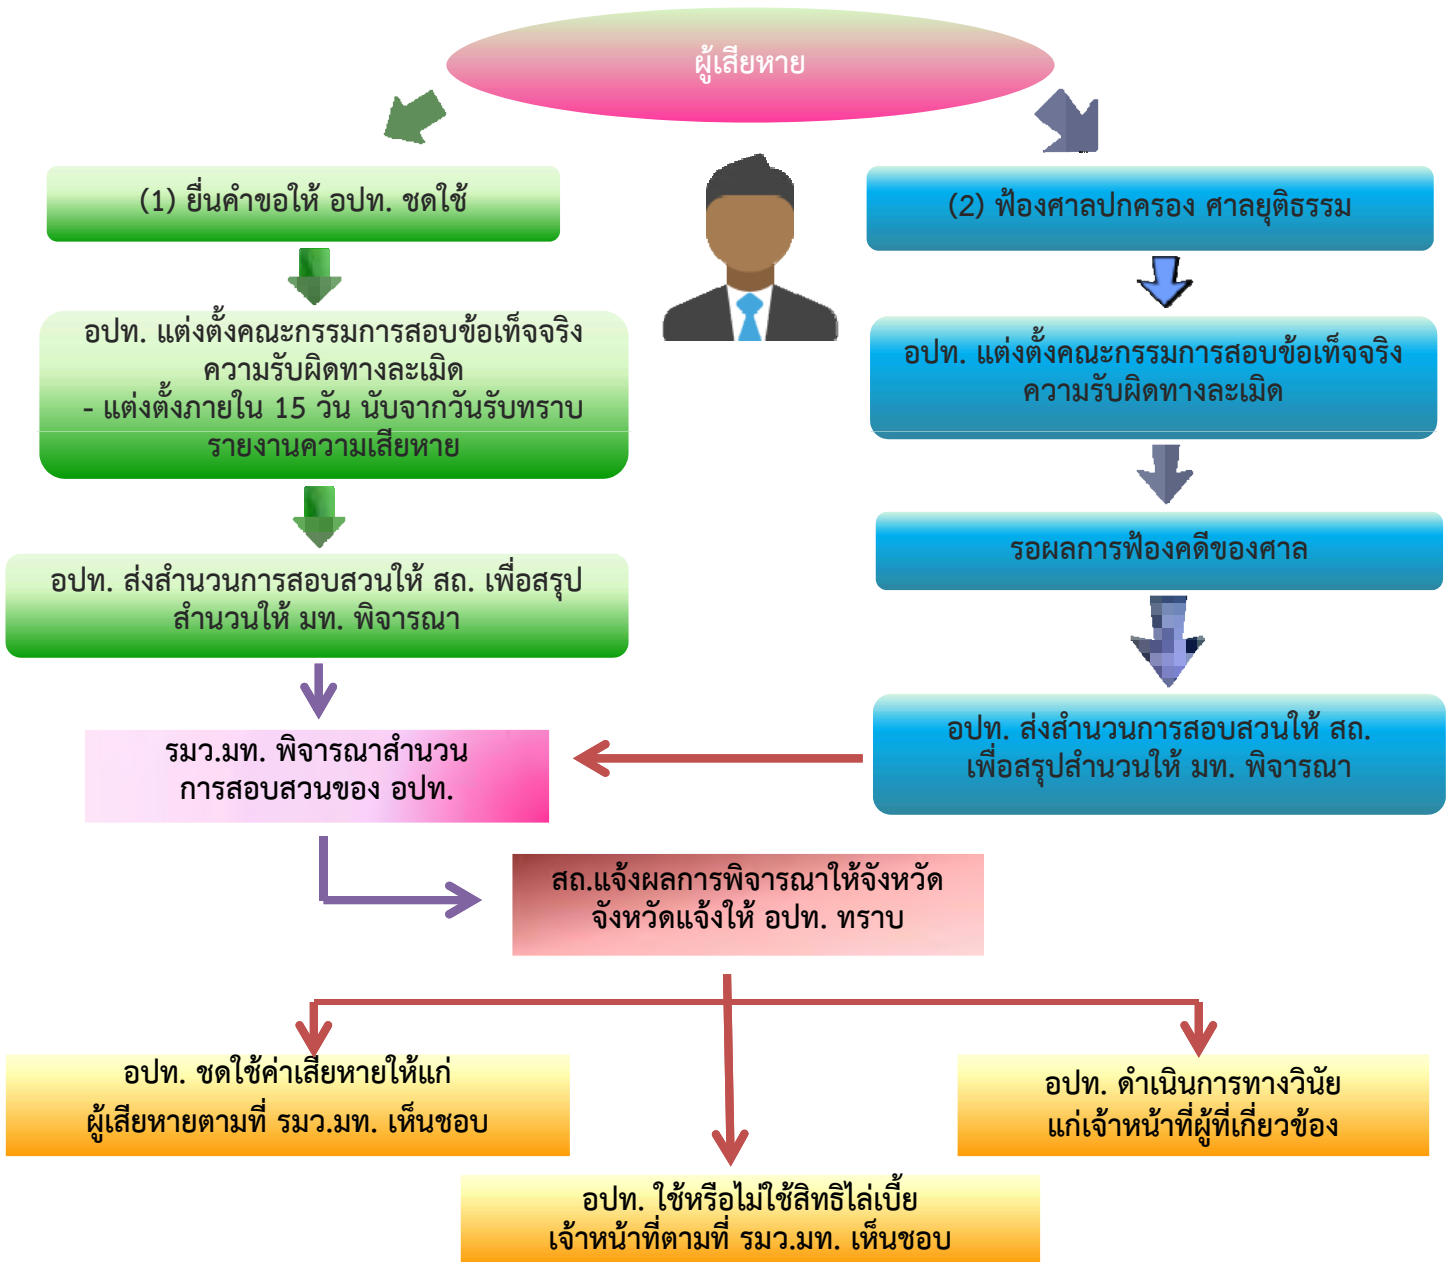 ผู้เสียหาย
(1) ยื่นคำขอให้ อปท. ชดใช้
(2) ฟ้องศาลปกครอง ศาลยุติธรรม
อปท. แต่งตั้งคณะกรรมการสอบข้อเท็จจริง
ความรับผิดทางละเมิด
- แต่งตั้งภายใน 15 วัน นับจากวันรับทราบ
รายงานความเสียหาย
อปท. แต่งตั้งคณะกรรมการสอบข้อเท็จจริง
ความรับผิดทางละเมิด
รอผลการฟ้องคดีของศาล
อปท. ส่งสำนวนการสอบสวนให้ สถ. เพื่อสรุป
สำนวนให้ มท. พิจารณา
อปท. ส่งสำนวนการสอบสวนให้ สถ.
เพื่อสรุปสำนวนให้ มท. พิจารณา
รมว.มท. พิจารณาสำนวน
การสอบสวนของ อปท.
สถ.แจ้งผลการพิจารณาให้จังหวัด
จังหวัดแจ้งให้ อปท. ทราบ
อปท. ชดใช้ค่าเสียหายให้แก่
ผู้เสียหายตามที่ รมว.มท. เห็นชอบ
อปท. ดำเนินการทางวินัย
แก่เจ้าหน้าที่ผู้ที่เกี่ยวข้อง
อปท. ใช้หรือไม่ใช้สิทธิไล่เบี้ย
เจ้าหน้าที่ตามที่ รมว.มท. เห็นชอบ